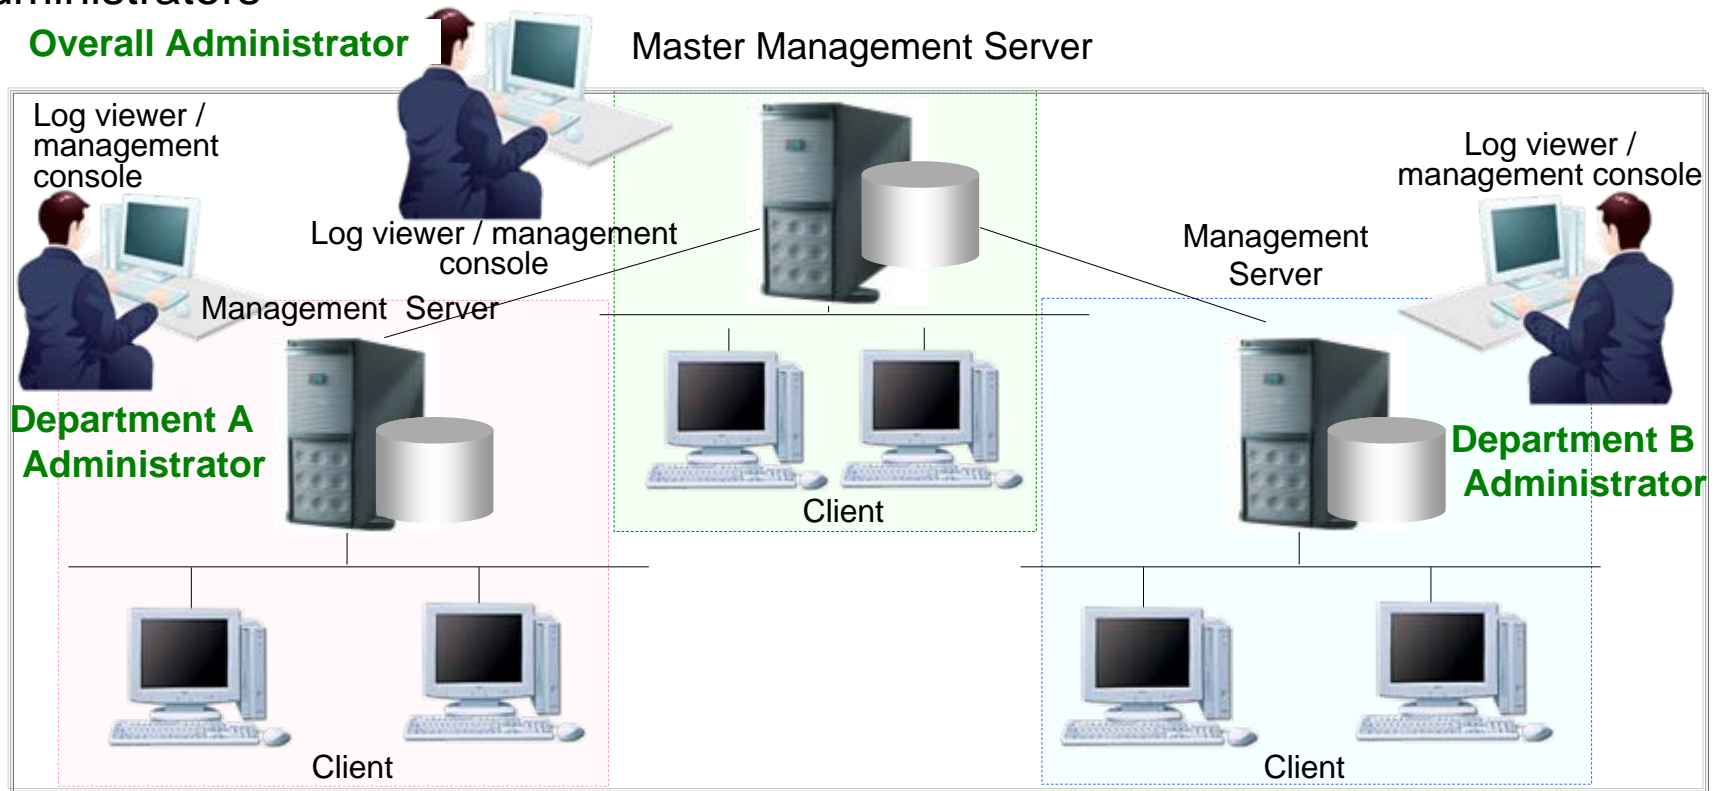 Overall Administrator
Master Management Server
Log viewer /
management
console
Log viewer / management
console
Log viewer /
management console
Management
Server
Management  Server
Department A
Administrator
Department B
Administrator
Client
Client
Client